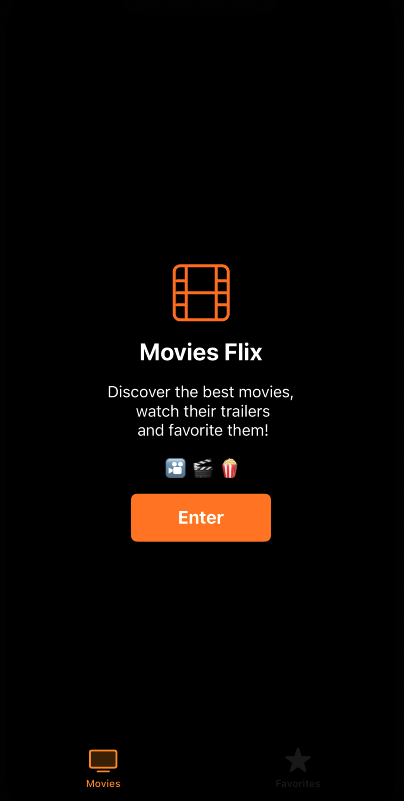 Movies Flix
Discover the best movies,
watch their trailers
and favorite them!
🎦 🎬 🍿
Enter
Movies
Favorites